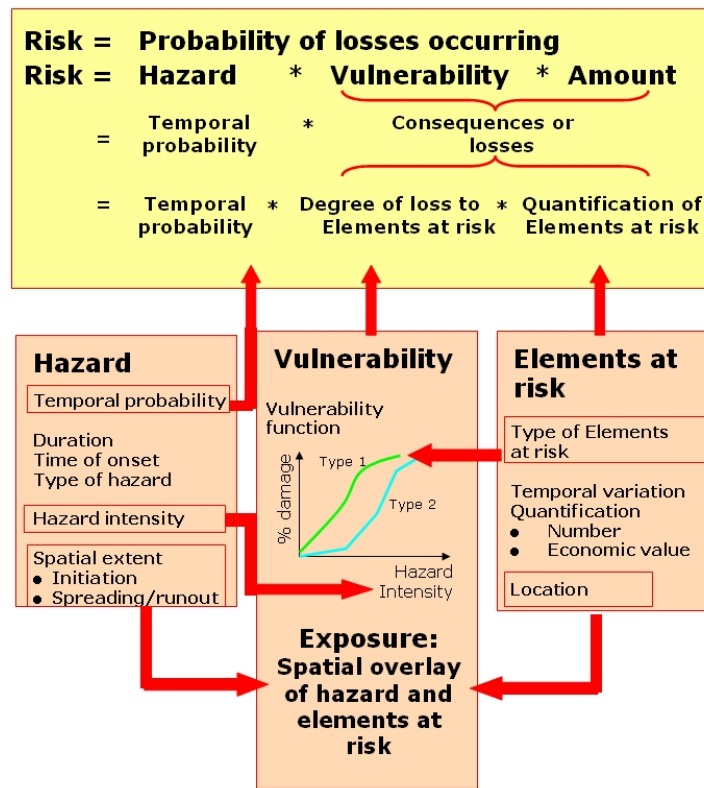 Risk = Probability of losses occurring
Risk = Hazard * Vulnerability * Amount
= Temporal probability * Consequences or losses
= Temporal probability * Degree of loss to Elements at risk * Quantification of Elements at risk
Hazard
Temporal probability
Duration
Time of onset
Type of hazard
Hazard intensity
Spatial extent
● Initiation
● Spreading/runout
Vulnerability
Vulnerability
function
% damage
Type 1
Type 2
Hazard
Intensity
Exposure:
Spatial overlay
of hazard and
elements at
risk
Elements at
risk
Type of Elements
at risk
Temporal variation
Quantification
● Number
● Economic value
Location